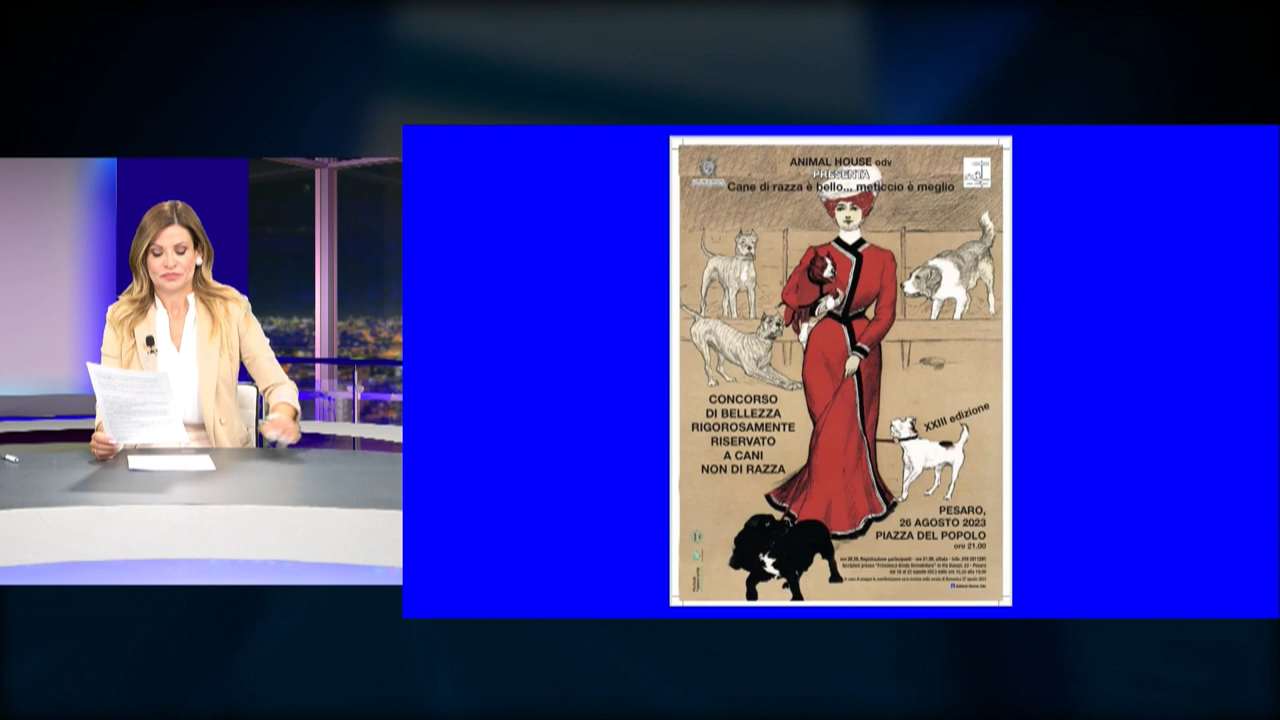 ANIMAL HOUSE odv
PRESENTA
Cane di razza è bello... meticcio è meglio
CONCORSO
DI BELLEZZA
RIGOROSAMENTE
RISERVATO
A CANI
NON DI RAZZA
XXIII edizione
PESARO,
26 AGOSTO 2023
PIAZZA DEL POPOLO
ore 21.00